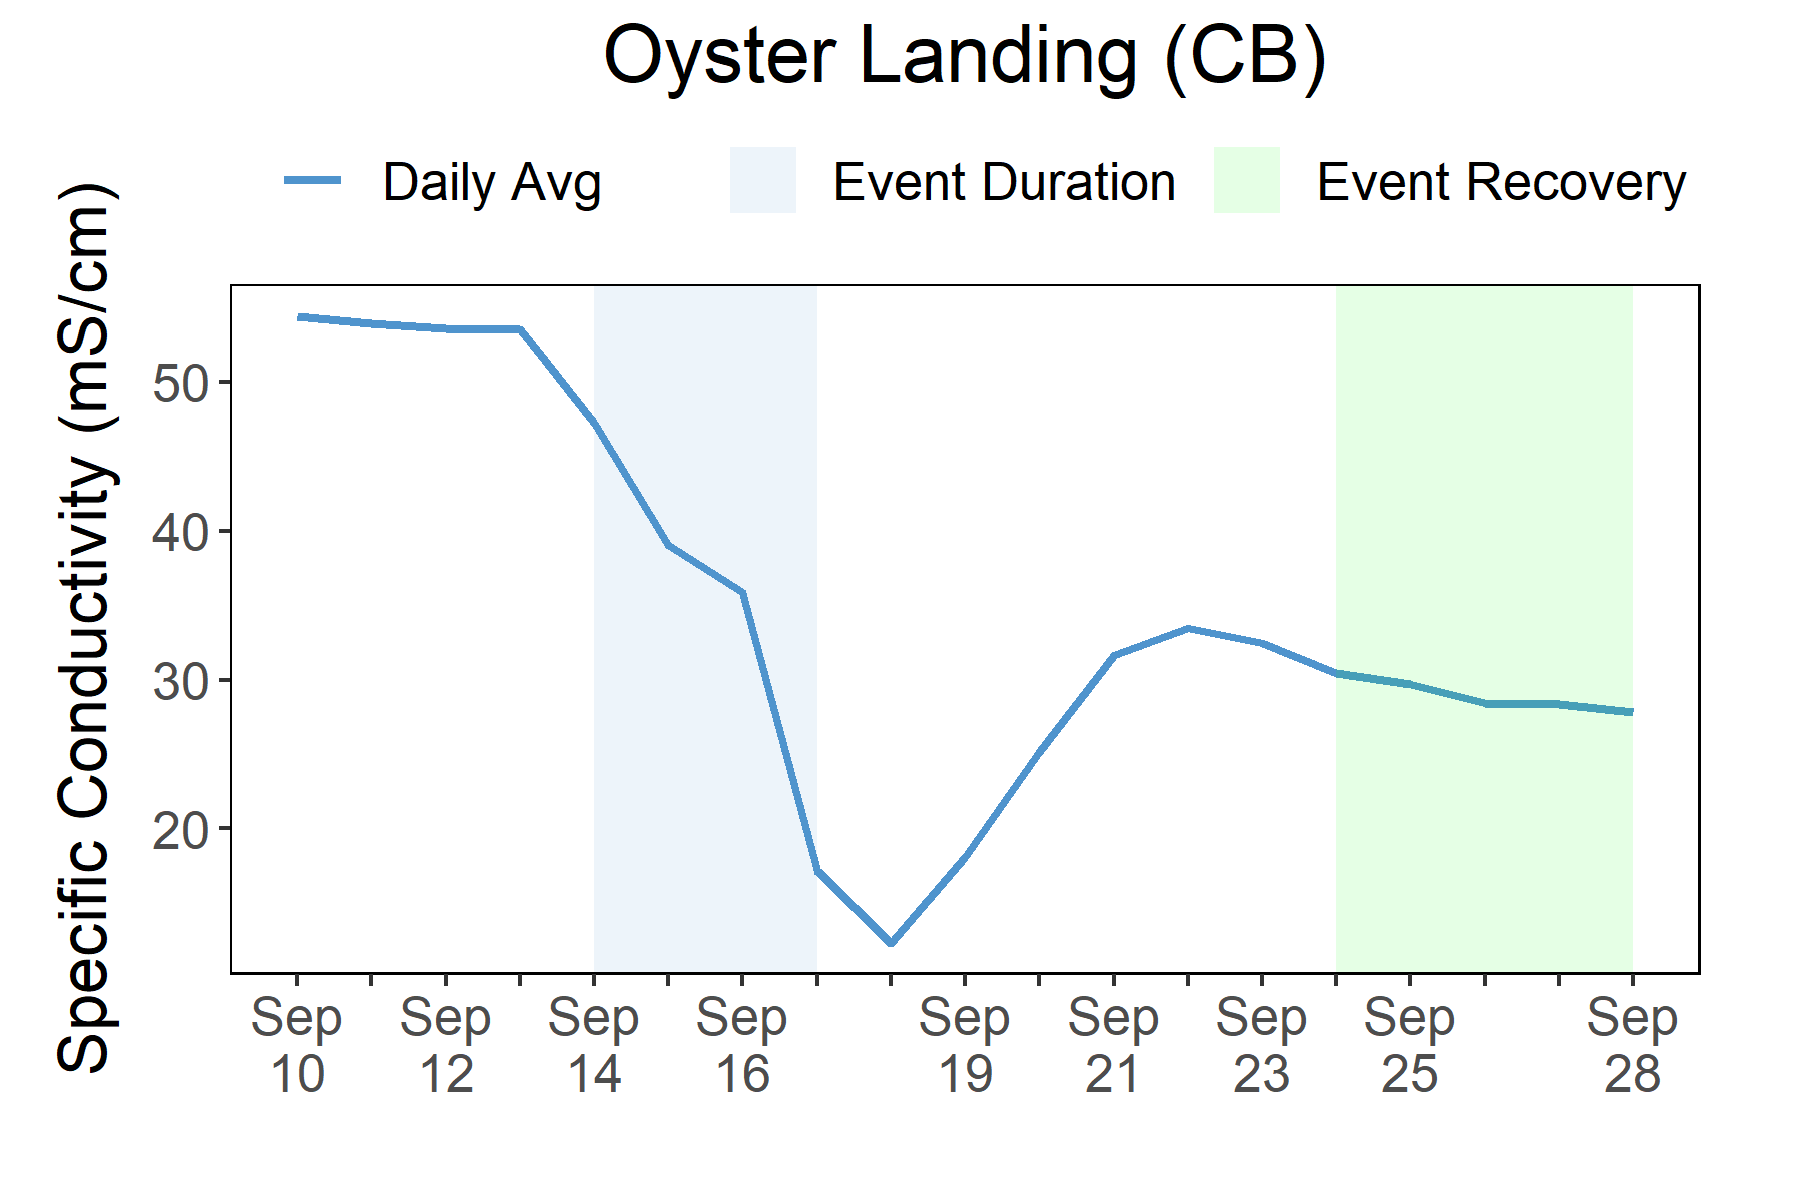 Oyster Landing (CB)
Daily Avg Event Duration Event Recovery
Specific Conductivity (mS/cm)
50
40
30
20
Sep Sep Sep Sep Sep Sep Sep Sep Sep
10 12 14 16 19 21 23 25 28